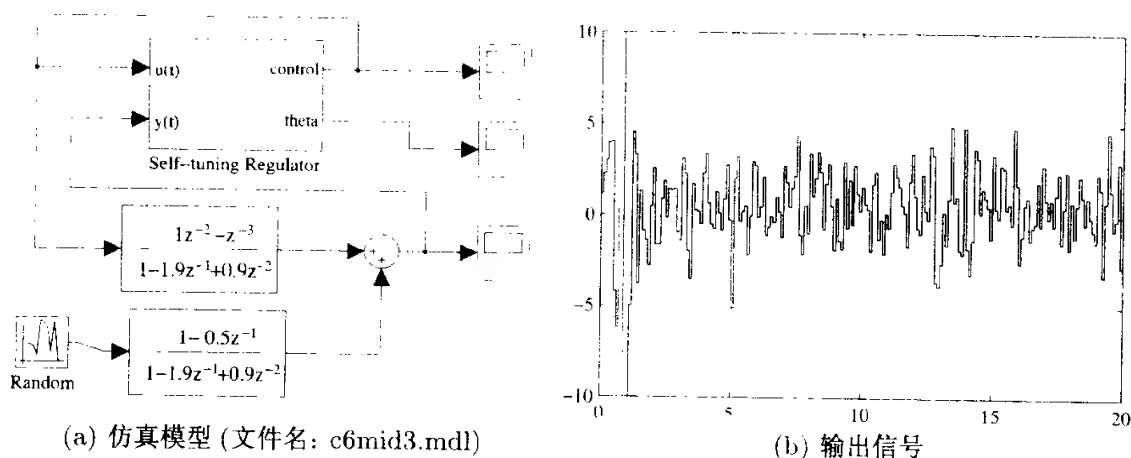 u(t)
control
y(t)
theta
Self-tuning Regulator
1z⁻²-z⁻³
1-1.9z⁻¹+0.9z⁻²
1-0.5z⁻¹
1-1.9z⁻¹+0.9z⁻²
Random
(a) 仿真模型 (文件名: c6mid3.mdl)
10
5
0
-5
-10
0
5
10
15
20
(b) 输出信号